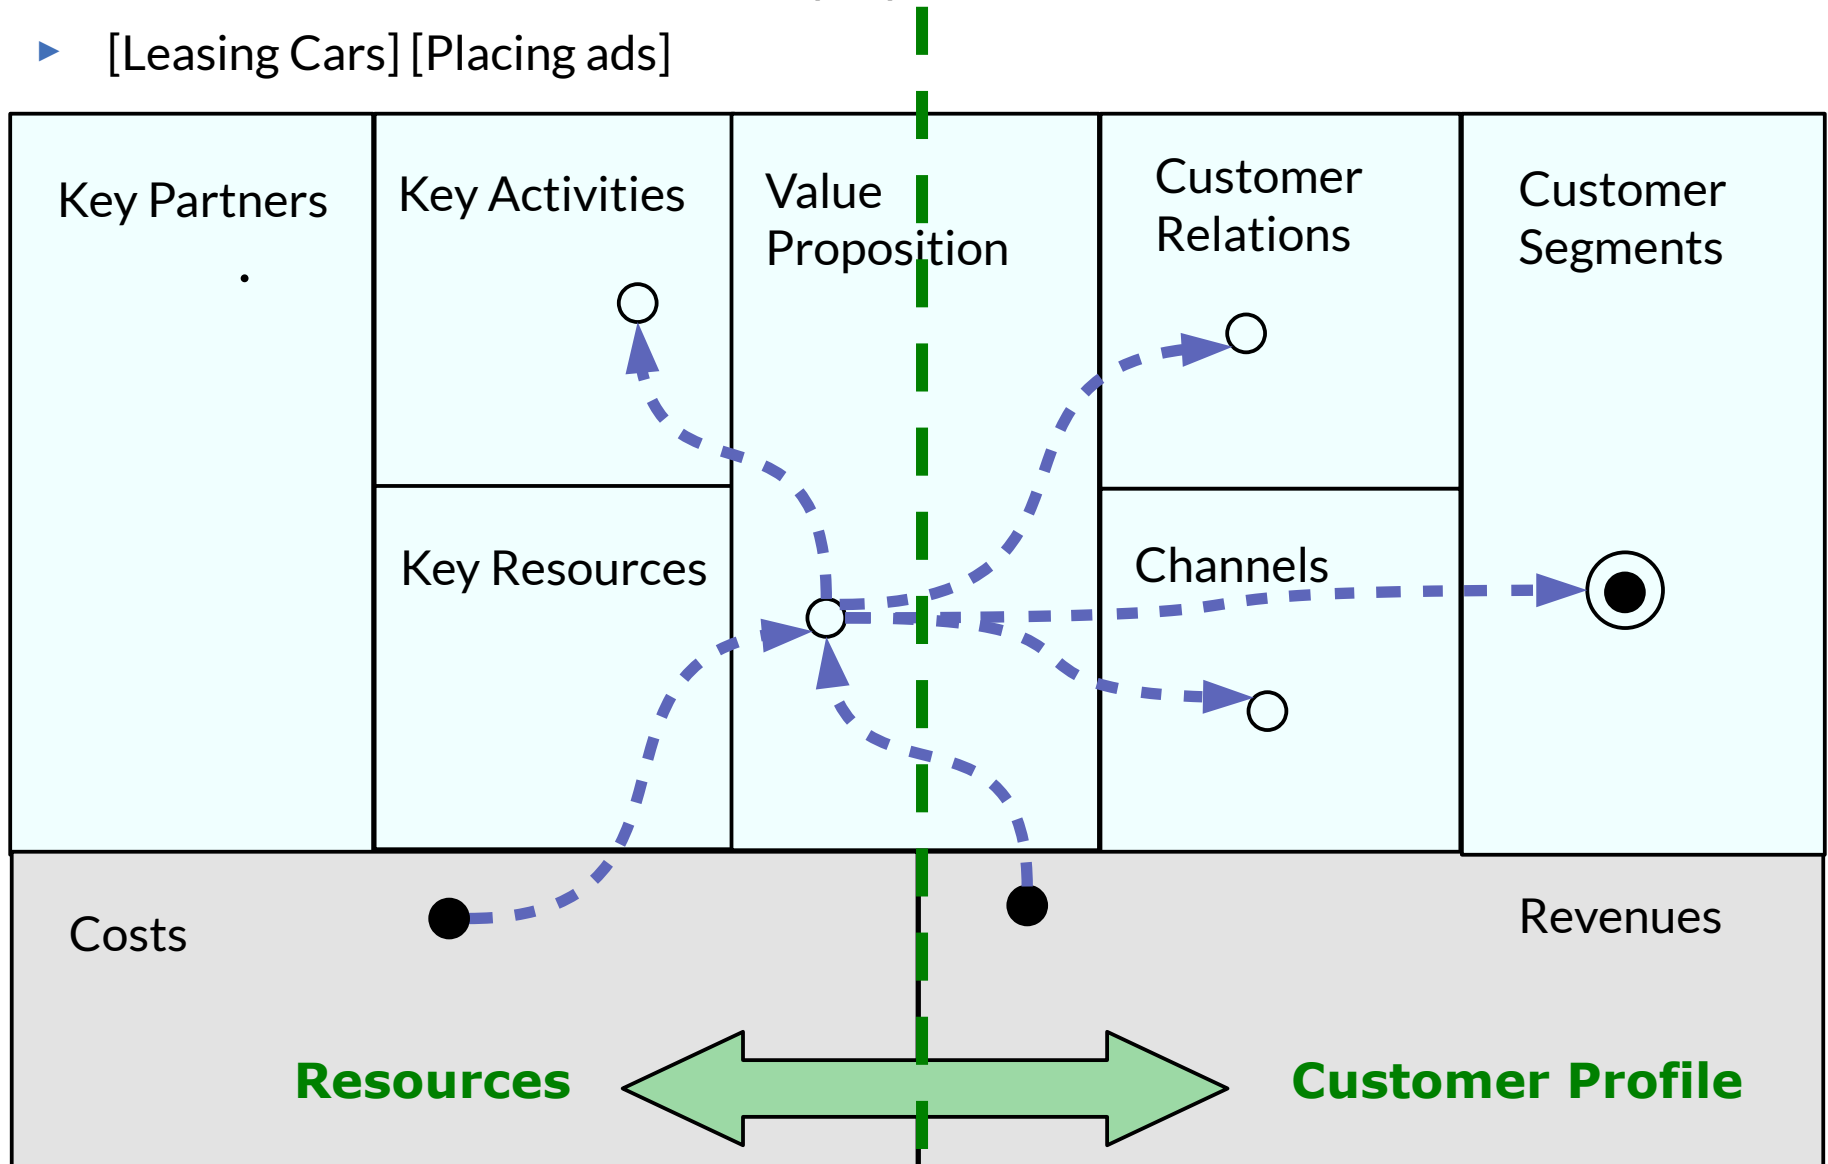 [Leasing Cars] [Placing ads]
Key Partners
Key Activities
Value
Proposition
Customer
Relations
Customer
Segments
Key Resources
Channels
Costs
Revenues
Resources
Customer Profile